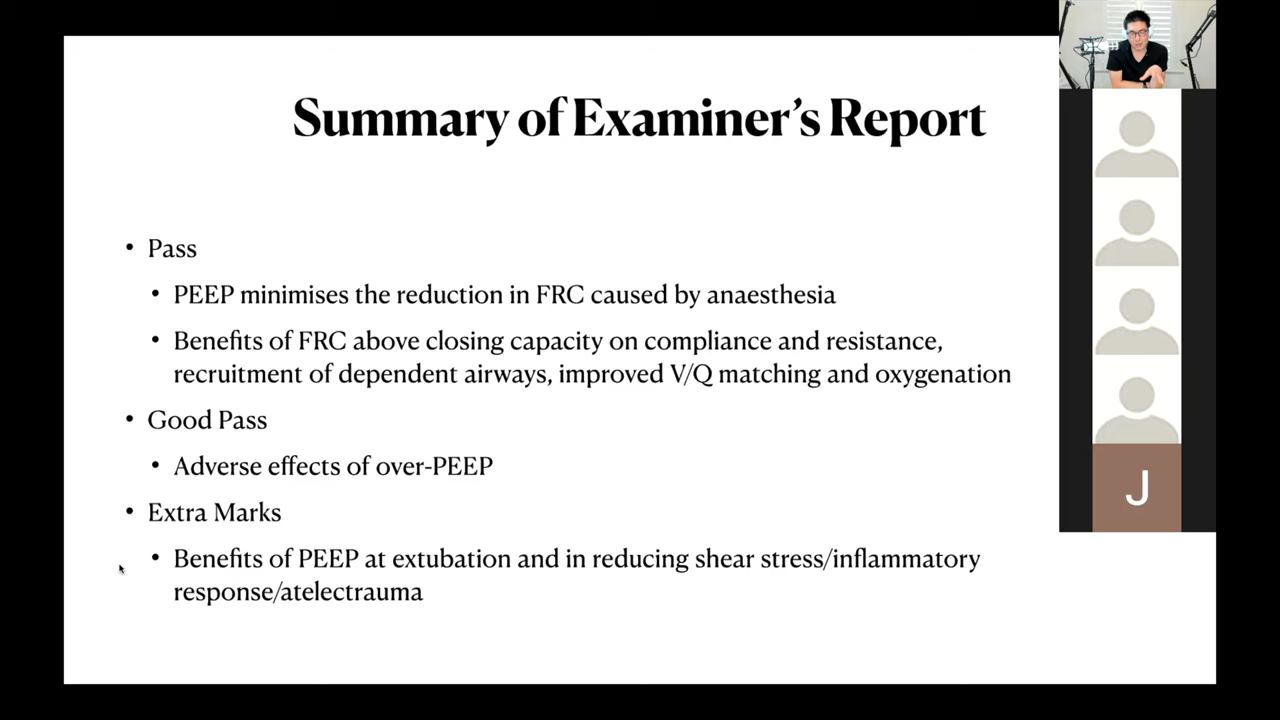 Summary of Examiner's Report
• Pass
• PEEP minimises the reduction in FRC caused by anaesthesia
• Benefits of FRC above closing capacity on compliance and resistance,
recruitment of dependent airways, improved V/Q matching and oxygenation
• Good Pass
• Adverse effects of over-PEEP
• Extra Marks
• Benefits of PEEP at extubation and in reducing shear stress/inflammatory
response/atelectrauma
J